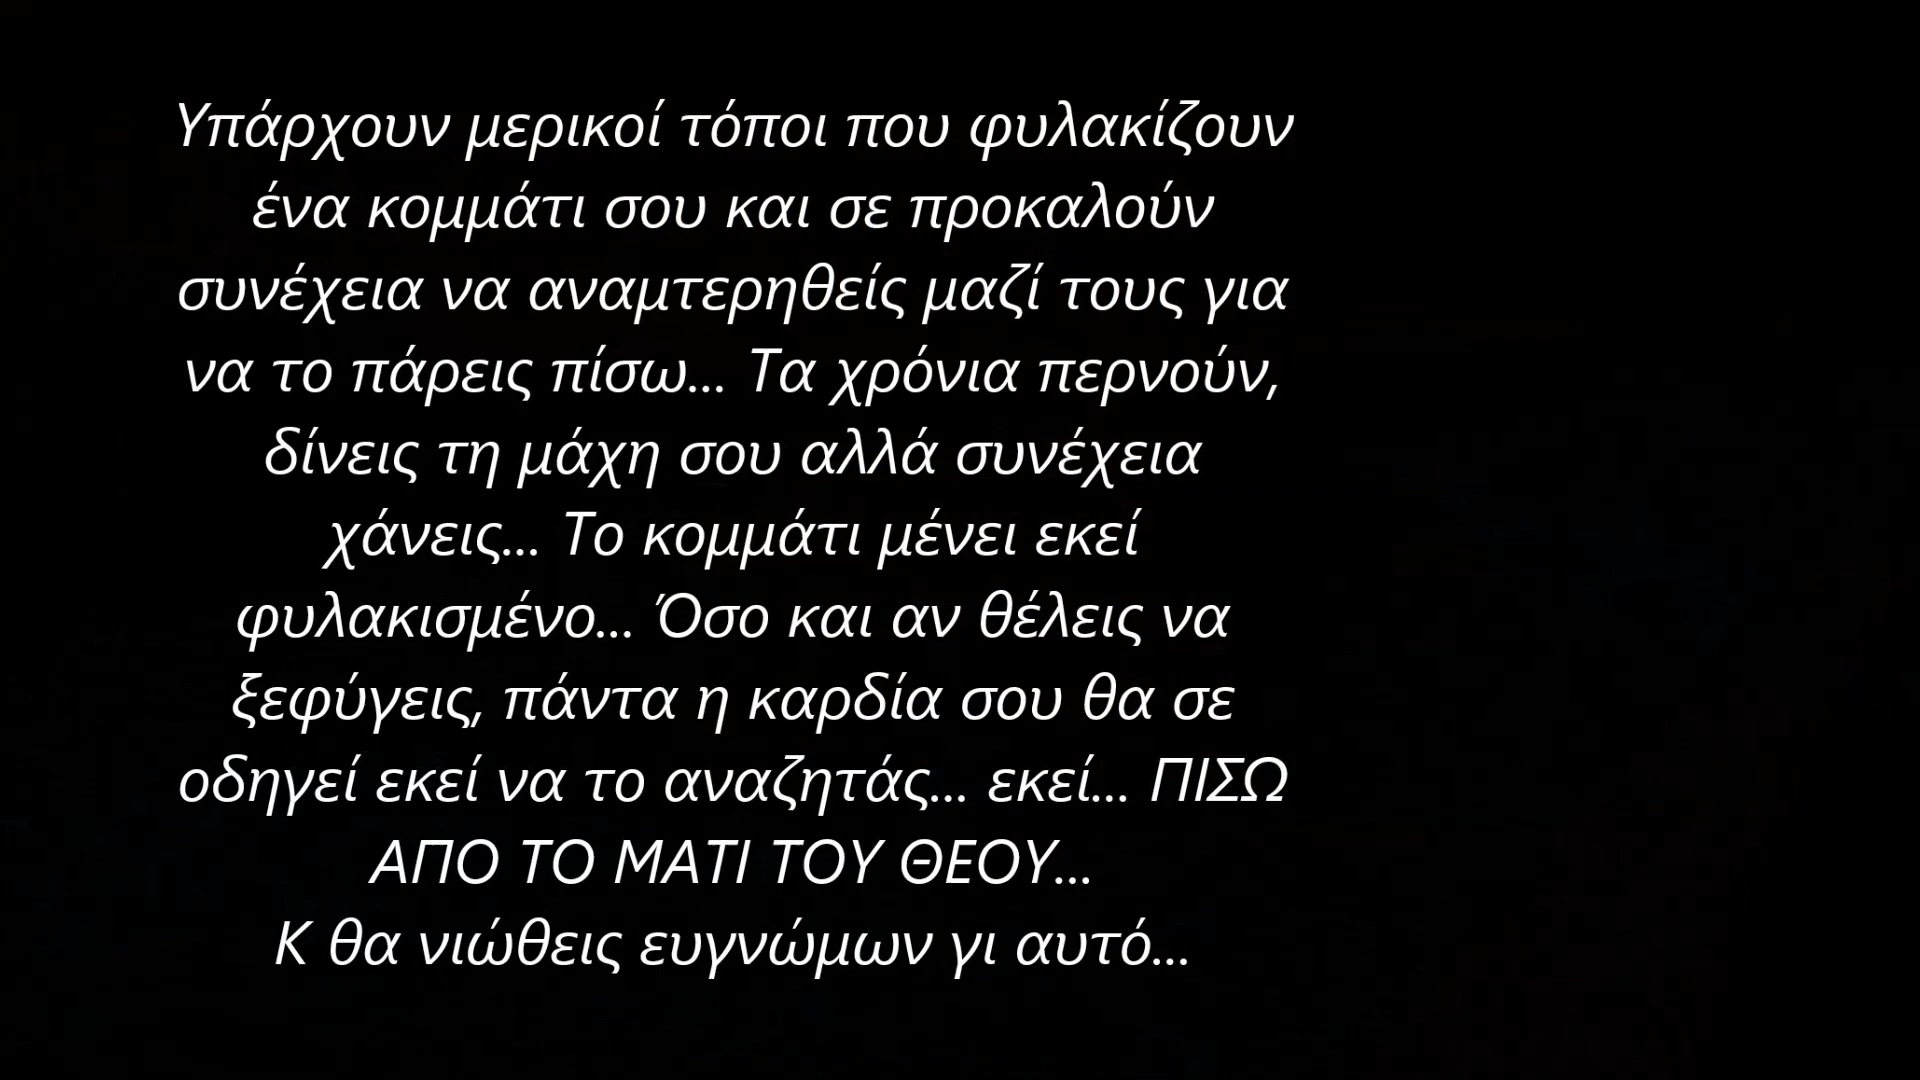 Υπάρχουν μερικοί τόποι που φυλακίζουν
ένα κομμάτι σου και σε προκαλούν
συνέχεια να αναμτερηθείς μαζί τους για
να το πάρεις πίσω... Τα χρόνια περνούν,
δίνεις τη μάχη σου αλλά συνέχεια
χάνεις... Το κομμάτι μένει εκεί
φυλακισμένο... Όσο και αν θέλεις να
ξεφύγεις, πάντα η καρδία σου θα σε
οδηγεί εκεί να το αναζητάς... εκεί... ΠΙΣΩ
ΑΠΟ ΤΟ ΜΑΤΙ ΤΟΥ ΘΕΟΥ...
Κ θα νιώθεις ευγνώμων γι αυτό...